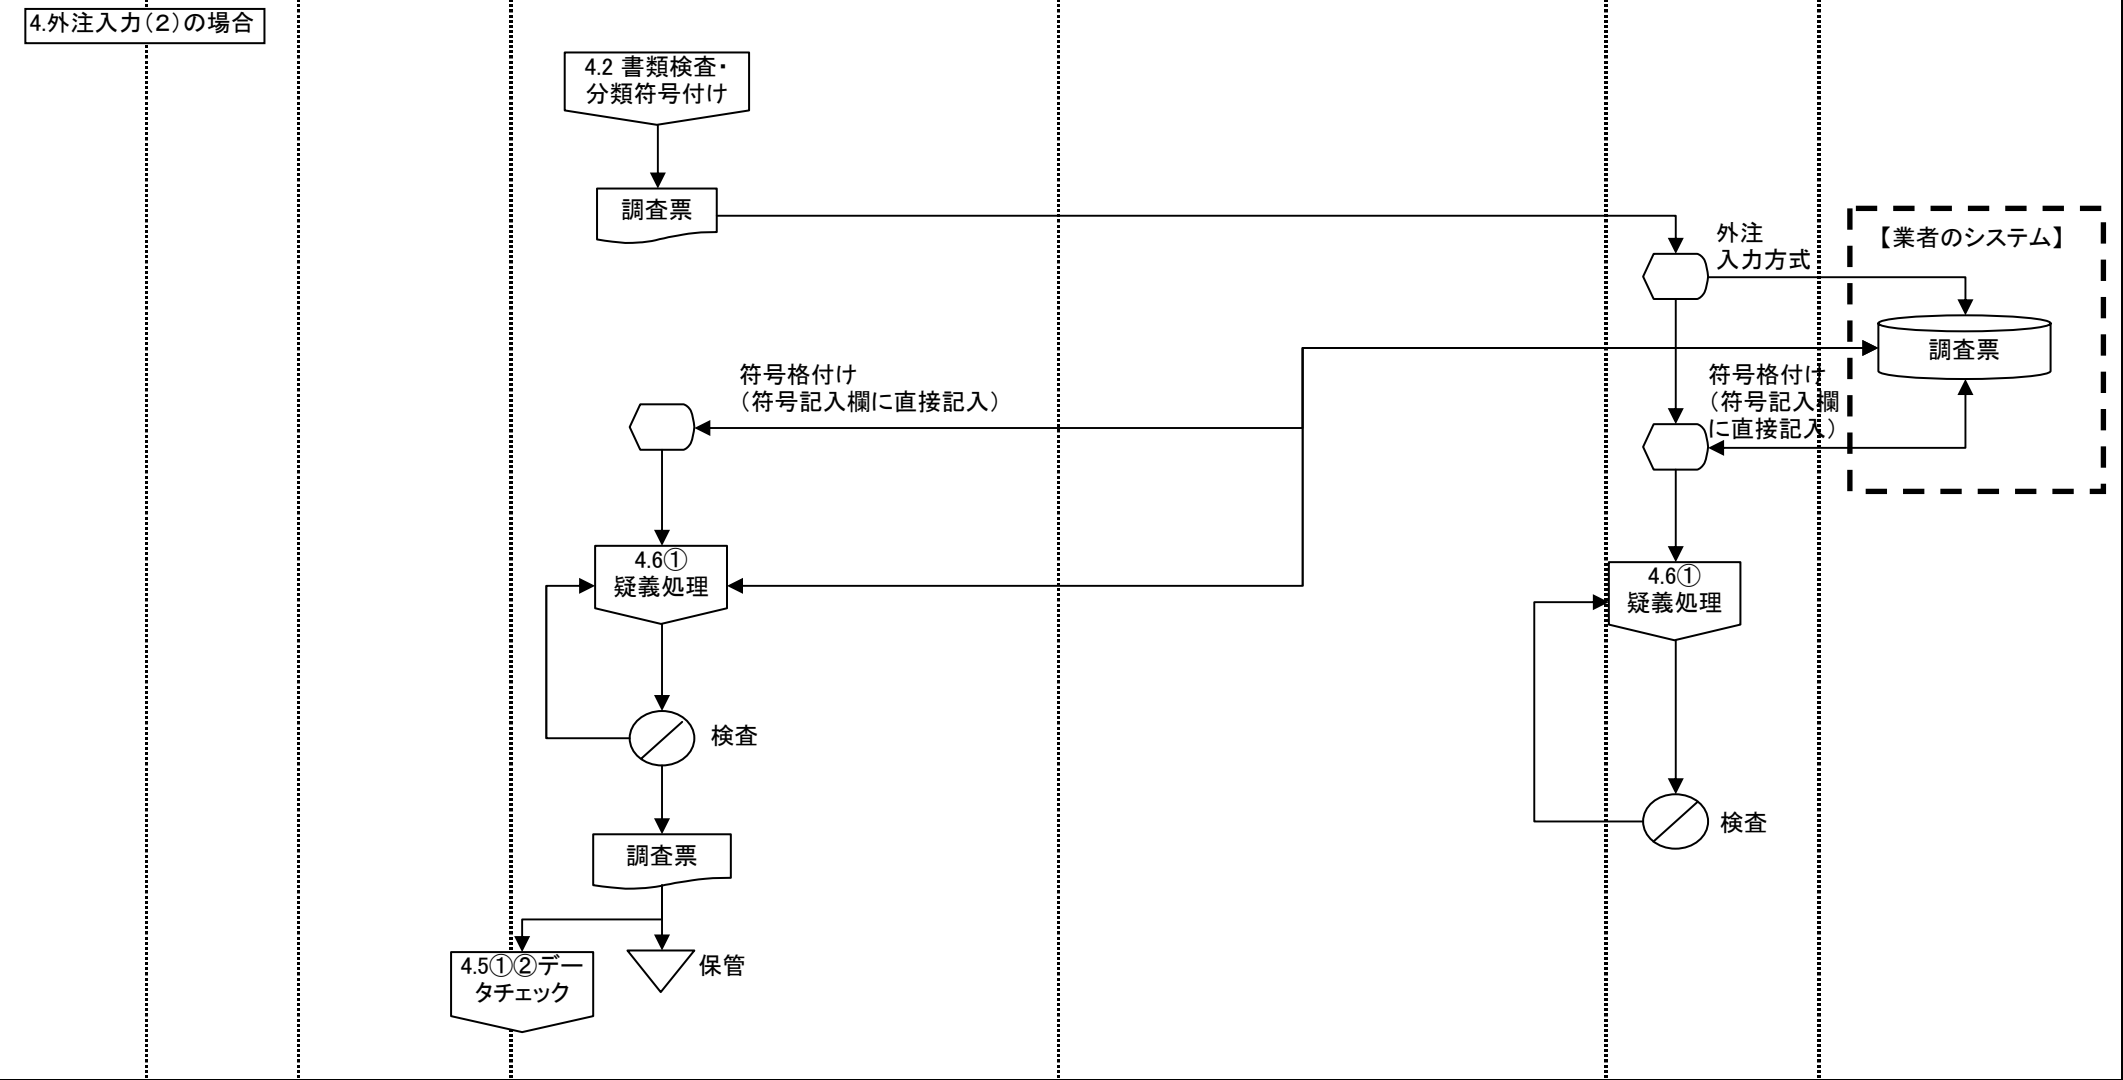 4.外注入力（2）の場合
4.2 書類検査・
分類符号付け
調査票
外注
入力方式
【業者のシステム】
調査票
符号格付け
（符号記入欄に直接記入）
符号格付け
（符号記入欄
に直接記入）
4.6①
疑義処理
4.6①
疑義処理
検査
検査
調査票
4.5①②デー
タチェック
保管